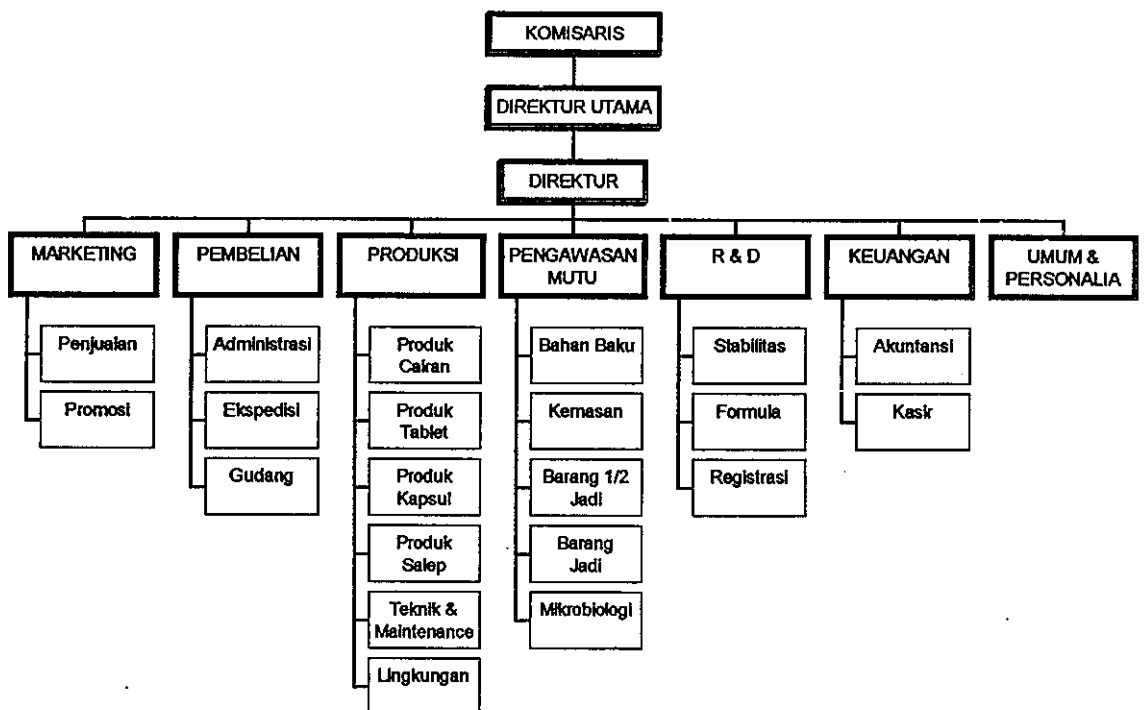 KOMISARIS
DIREKTUR UTAMA
DIREKTUR
MARKETING
PEMBELIAN
PRODUKSI
PENGAWASAN
MUTU
R & D
KEUANGAN
UMUM &
PERSONALIA
Penjualan
Promosi
Administrasi
Ekspedisi
Gudang
Produk
Cairan
Produk
Tablet
Produk
Kapsul
Produk
Salep
Teknik &
Maintenance
Lingkungan
Bahan Baku
Kemasan
Barang 1/2
Jadi
Barang
Jadi
Mikrobiologi
Stabilitas
Formula
Registrasi
Akuntansi
Kasir